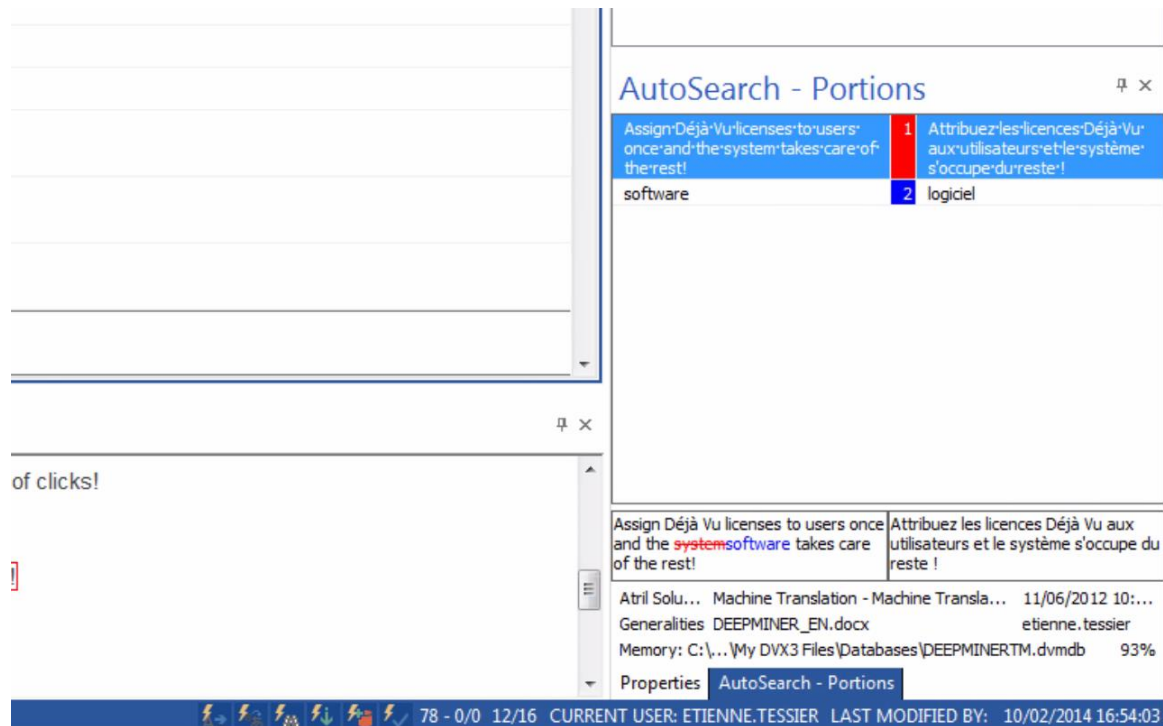 AutoSearch - Portions
Assign·Déjà·Vu·licenses·to·users· 1 Attribuez·les·licences·Déjà·Vu·
once·and·the·system·takes·care·of· aux·utilisateurs·et·le·système·
the·rest! s'occupe·du·reste·!
software 2 logiciel
of clicks!
!
Assign Déjà Vu licenses to users once Attribuez les licences Déjà Vu aux
and the systemsoftware takes care utilisateurs et le système s'occupe du
of the rest! reste !
Atril Solu... Machine Translation - Machine Transla... 11/06/2012 10:...
Generalities DEEPMINER_EN.docx etienne.tessier
Memory: C:\...\My DVX3 Files\Databases\DEEPMINERTM.dvmdb 93%
Properties AutoSearch - Portions
78 - 0/0 12/16 CURRENT USER: ETIENNE.TESSIER LAST MODIFIED BY: 10/02/2014 16:54:03